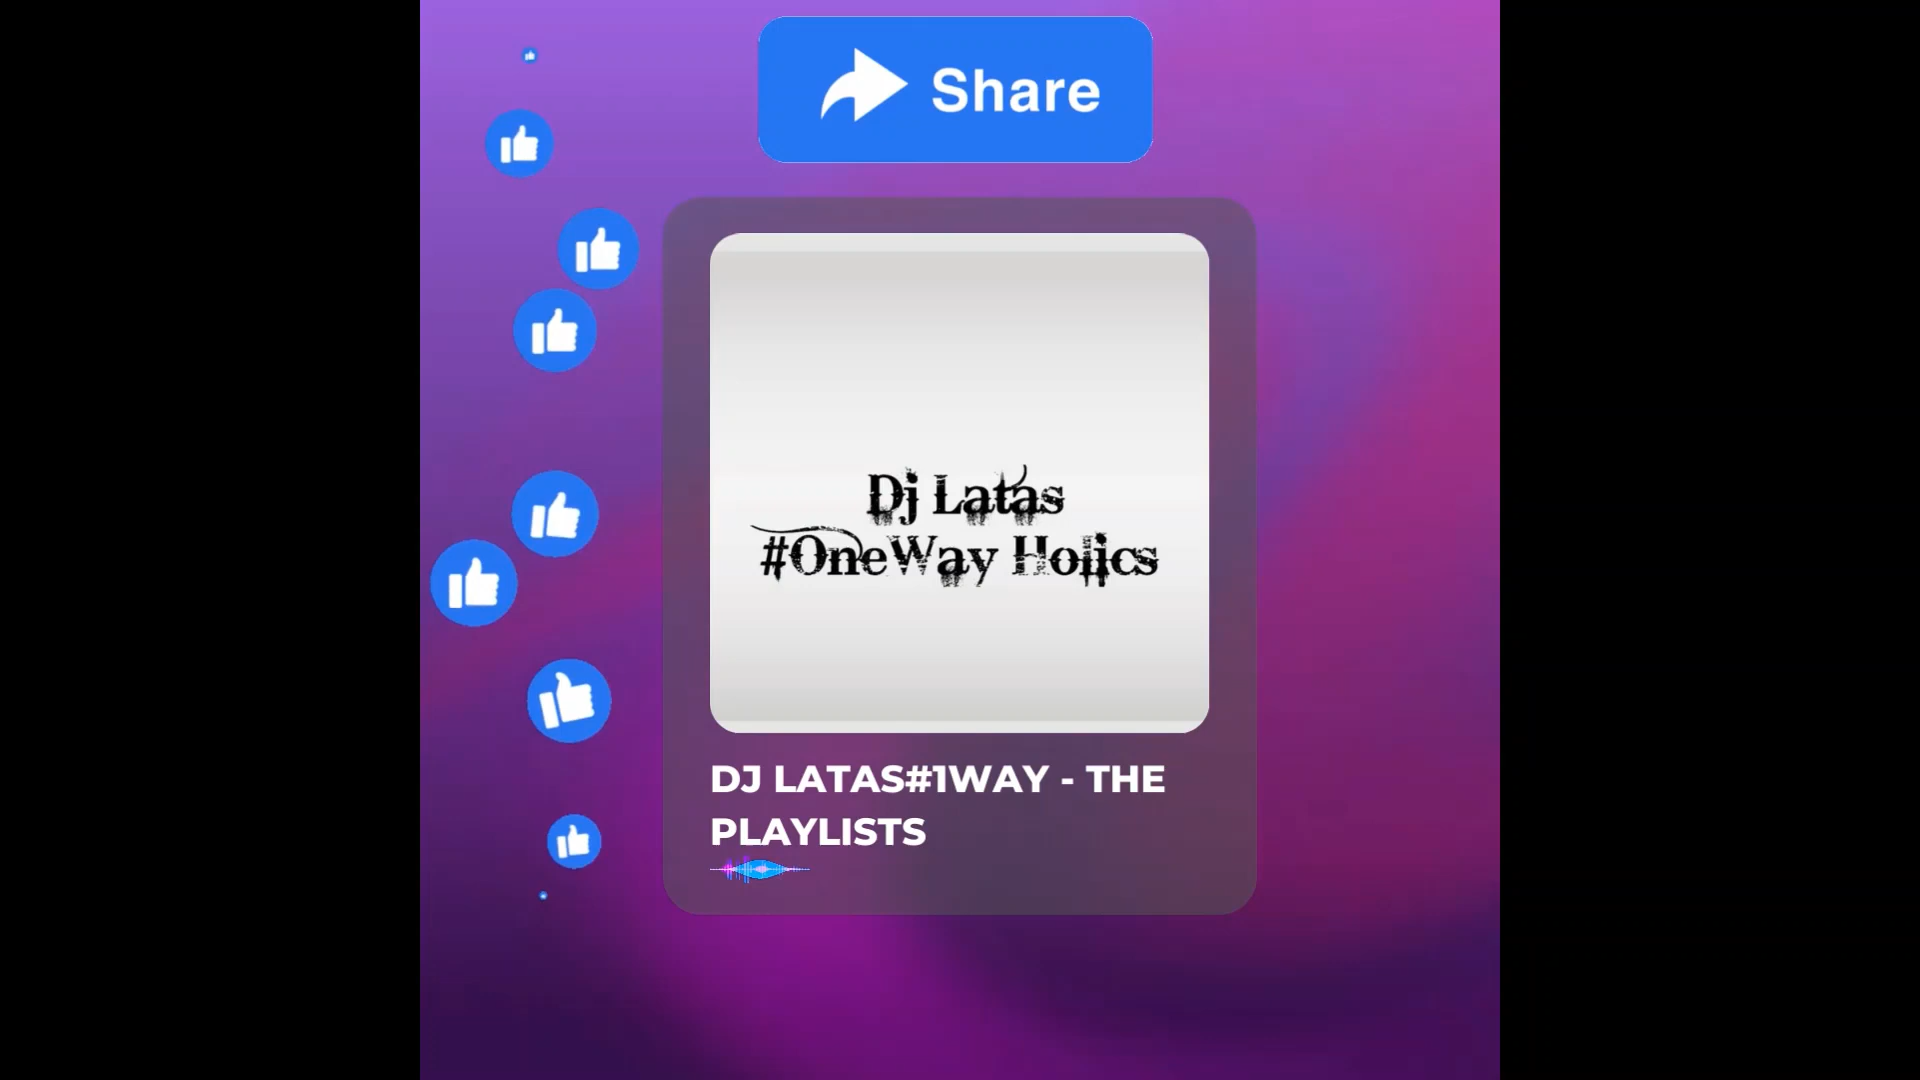 Share
Dj Latas
#OneWay Holics
DJ LATAS#1WAY - THE
PLAYLISTS